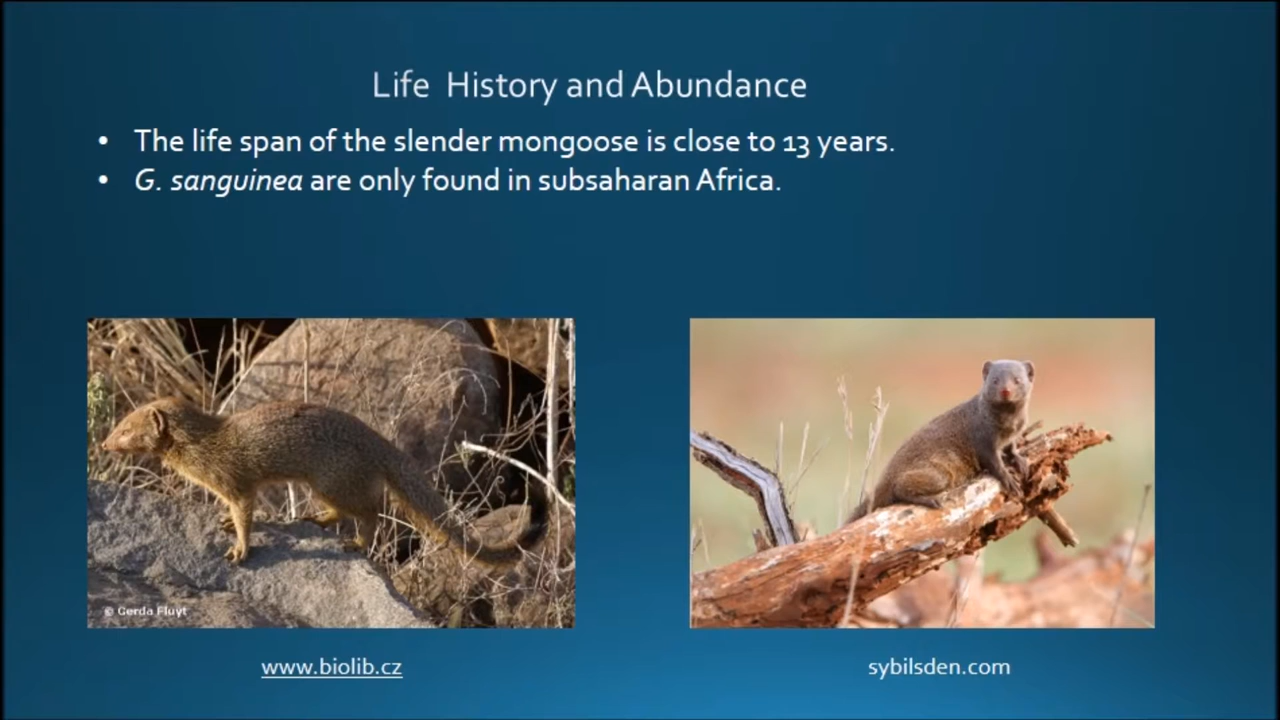 Life History and Abundance
• The life span of the slender mongoose is close to 13 years.
• G. sanguinea are only found in subsaharan Africa.
© Gerda Fluyt
www.biolib.cz
sybilsden.com